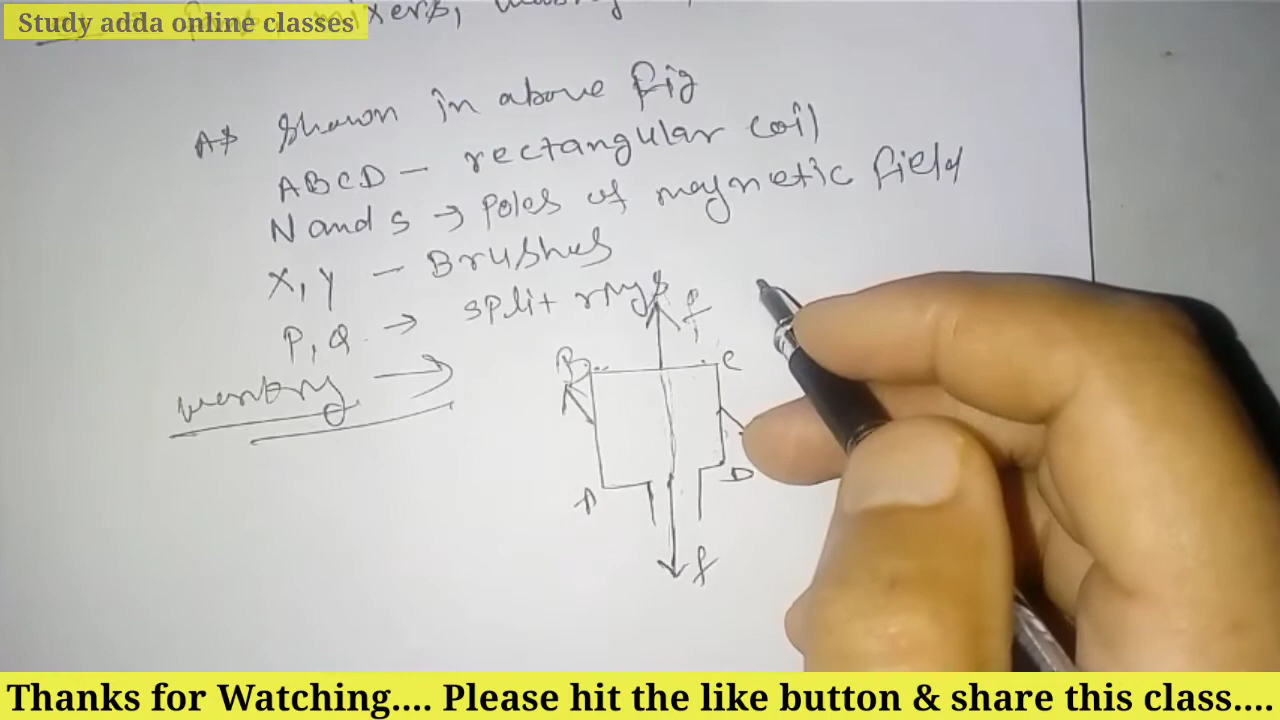 Study adda online classes
mixers,
As shown in above fig
ABCD - rectangular coil
N and S → Poles of magnetic field
X, Y - Brushes
P, Q → split rings
working →
f
B
C
A
D
f
Thanks for Watching.... Please hit the like button & share this class....